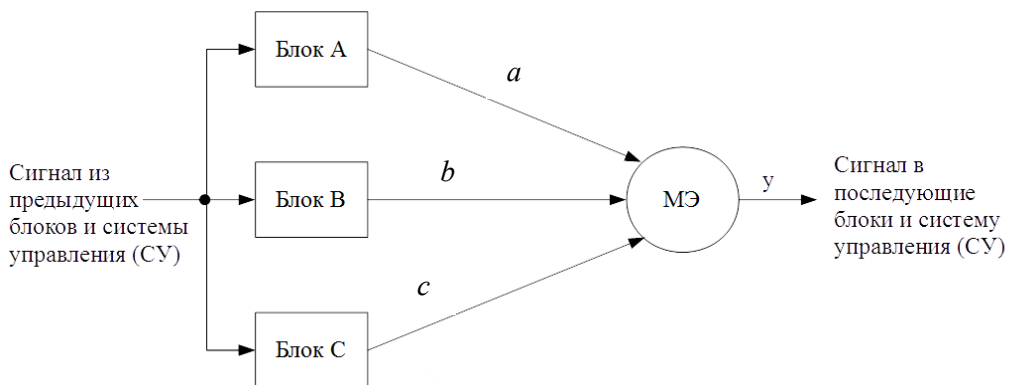 Блок А
a
Сигнал из
предыдущих
блоков и системы
управления (СУ)
Блок В
b
МЭ
y
Сигнал в
последующие
блоки и систему
управления (СУ)
c
Блок С